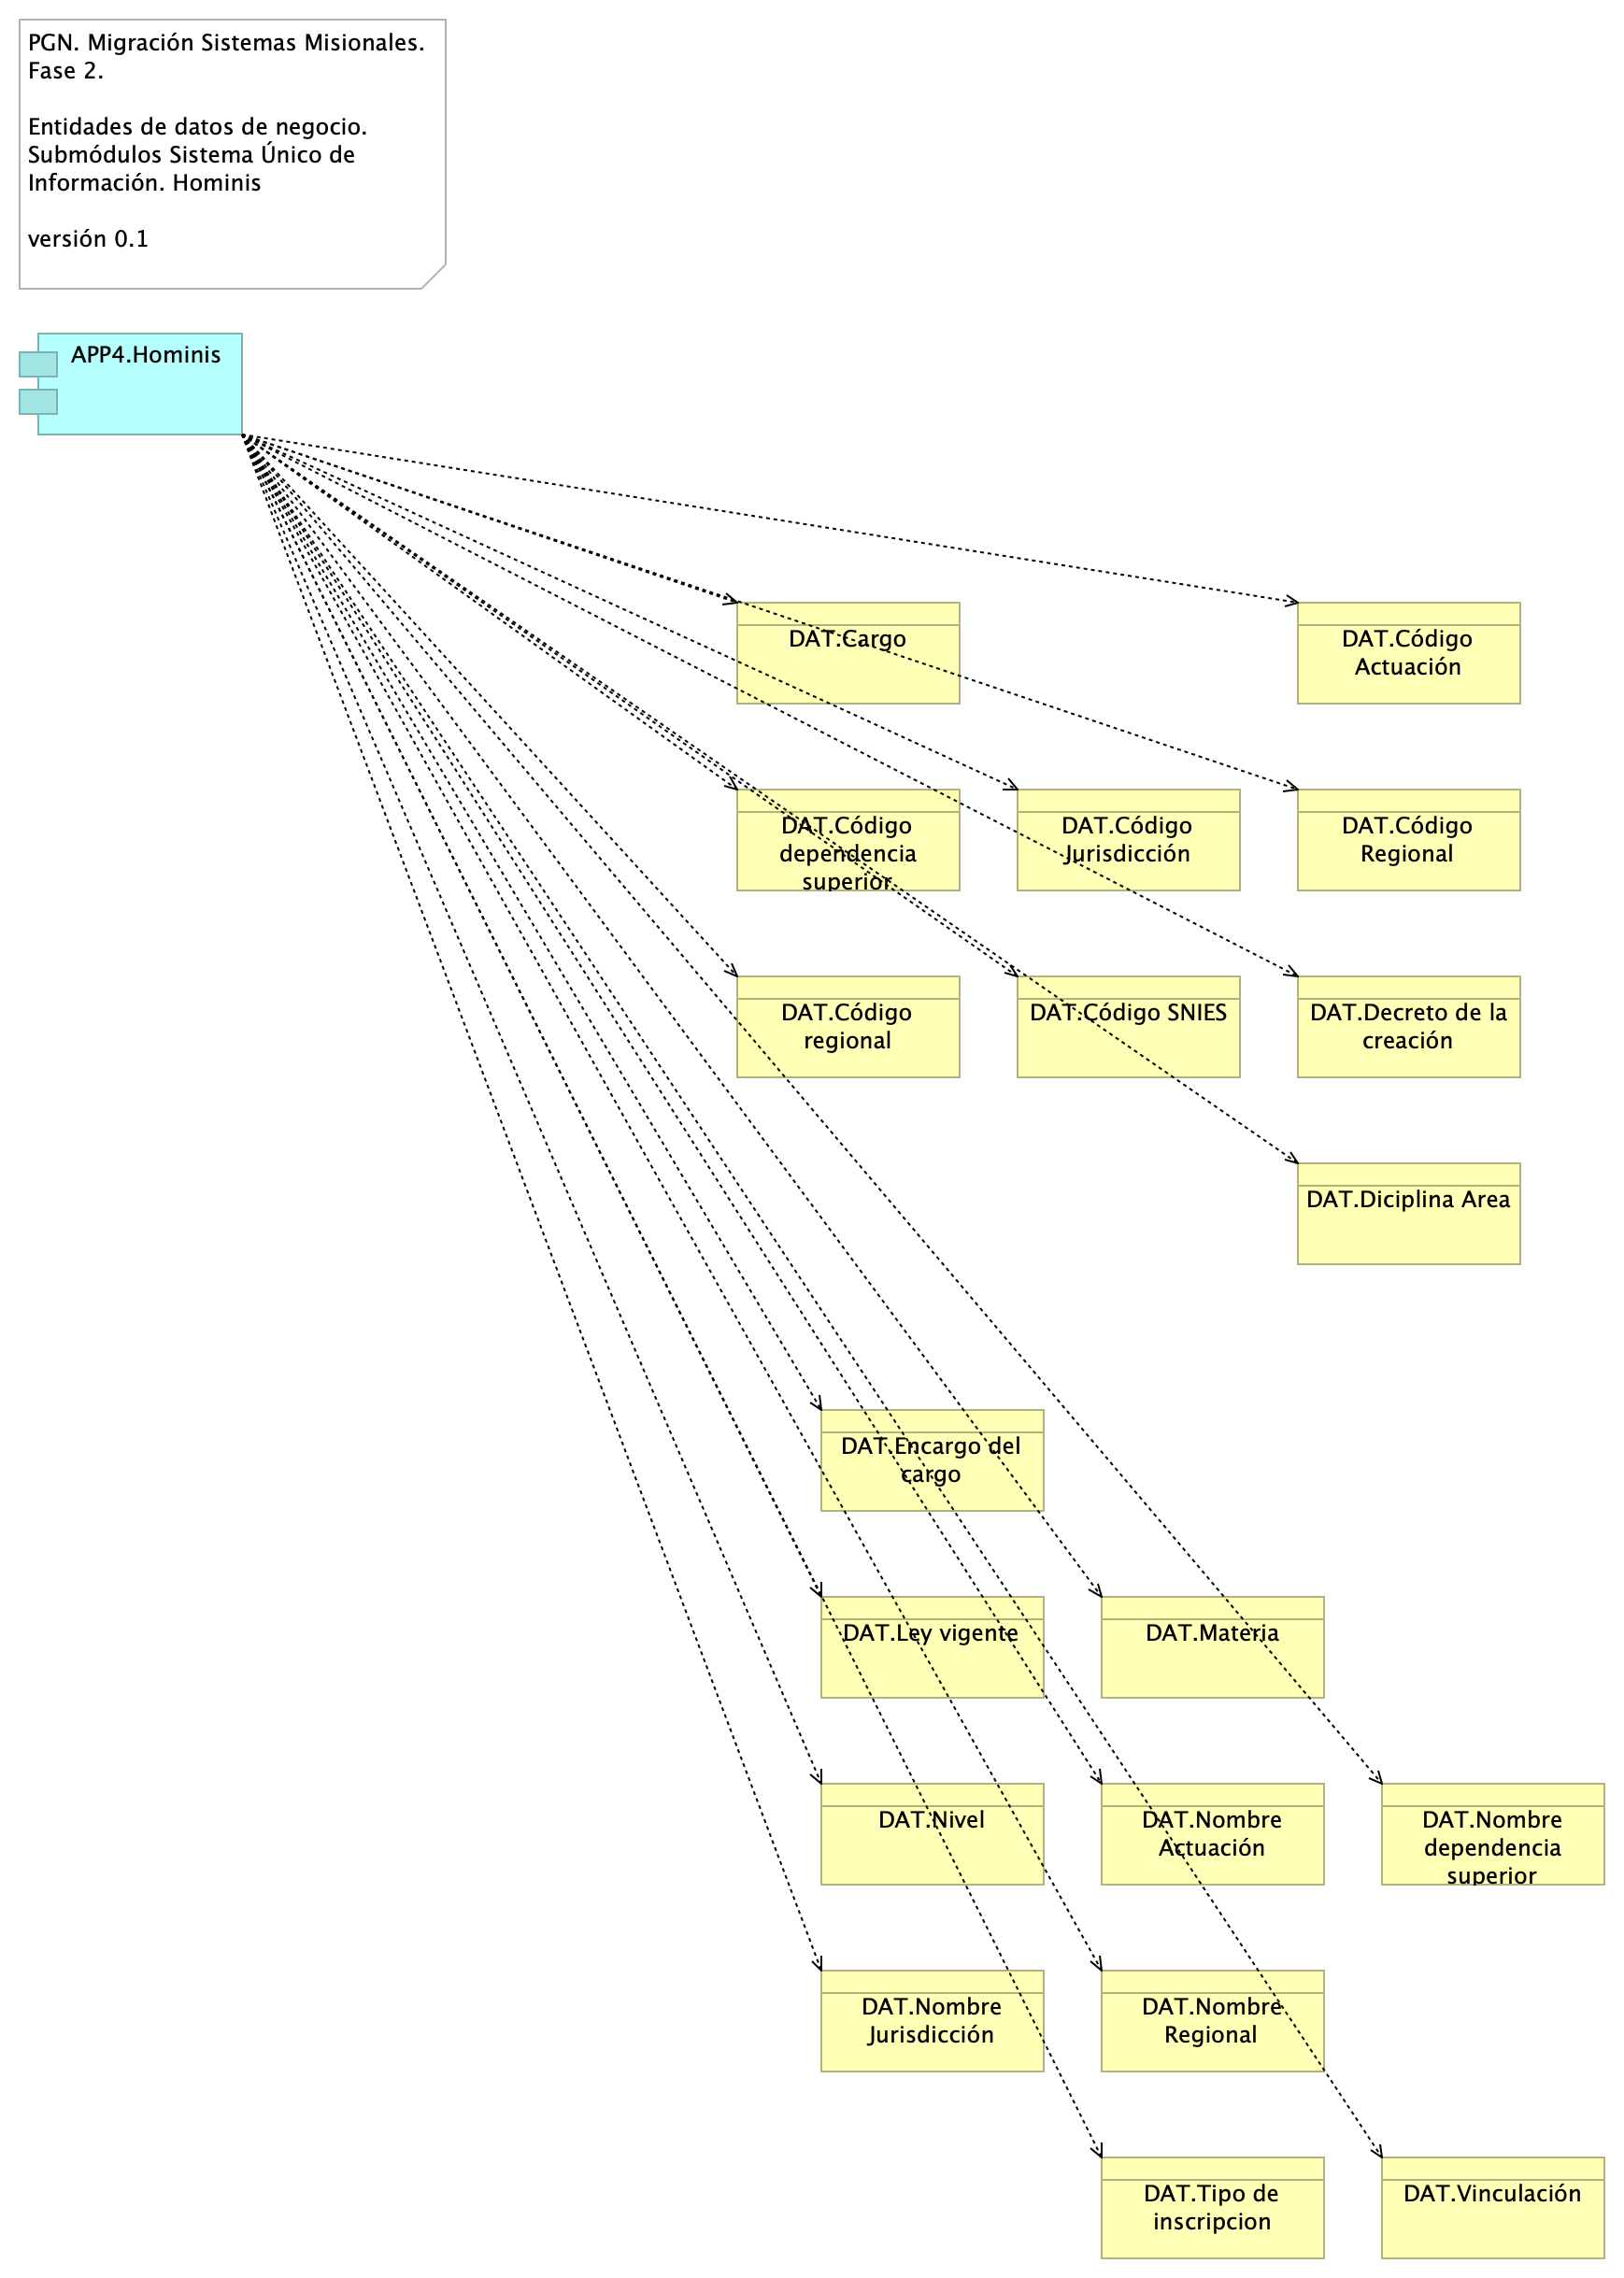 PGN. Migración Sistemas Misionales.
Fase 2.
Entidades de datos de negocio.
Submódulos Sistema Único de
Información. Hominis
versión 0.1
APP4.Hominis
DAT.Cargo
DAT.Código
Actuación
DAT.Código
dependencia
superior
DAT.Código
Jurisdicción
DAT.Código
Regional
DAT.Código
regional
DAT.Código SNIES
DAT.Decreto de la
creación
DAT.Diciplina Area
DAT.Encargo del
cargo
DAT.Ley vigente
DAT.Materia
DAT.Nivel
DAT.Nombre
Actuación
DAT.Nombre
dependencia
superior
DAT.Nombre
Jurisdicción
DAT.Nombre
Regional
DAT.Tipo de
inscripcion
DAT.Vinculación